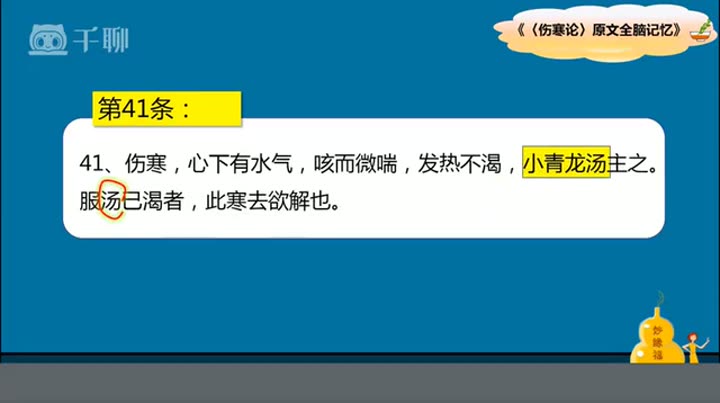 千聊
《〈伤寒论〉原文全脑记忆》
第41条：
41、伤寒，心下有水气，咳而微喘，发热不渴，小青龙汤主之。
服汤已渴者，此寒去欲解也。
妙缘福